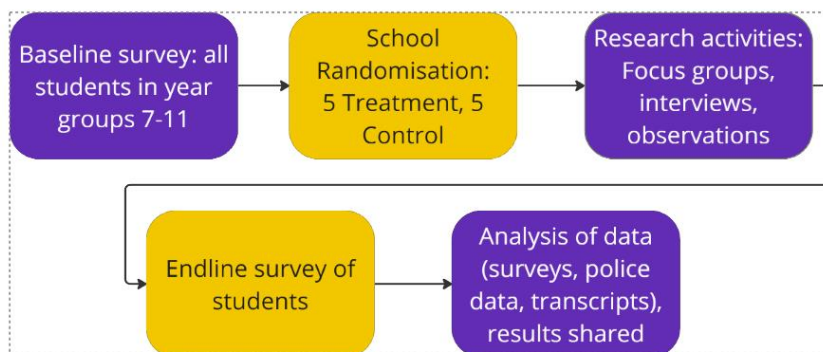 Baseline survey: all
students in year
groups 7-11
School
Randomisation:
5 Treatment, 5
Control
Research activities:
Focus groups,
interviews,
observations
Endline survey of
students
Analysis of data
(surveys, police
data, transcripts),
results shared